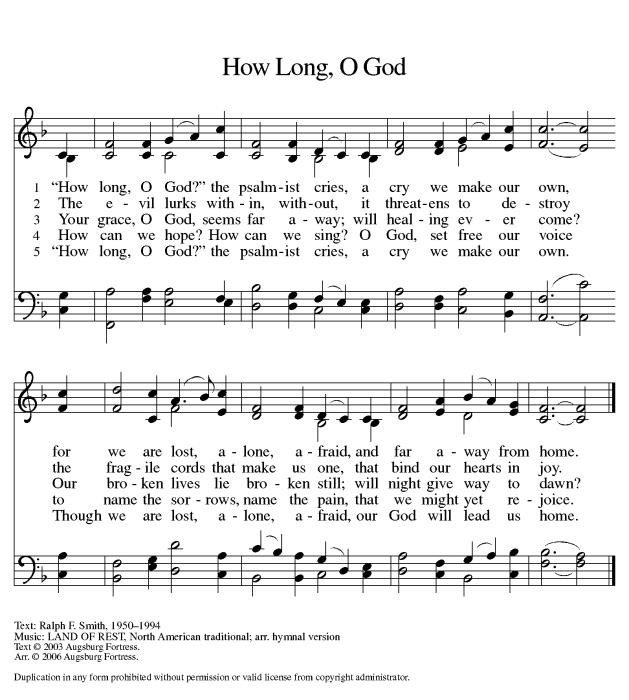 How Long, O God
1 “How long, O God?” the psalm-ist cries, a cry we make our own,
2 The e - vil lurks with - in, with-out, it threat-ens to de - stroy
3 Your grace, O God, seems far a - way; will heal - ing ev - er come?
4 How can we hope? How can we sing? O God, set free our voice
5 “How long, O God?” the psalm-ist cries, a cry we make our own.
for we are lost, a - lone, a - fraid, and far a - way from home.
the frag - ile cords that make us one, that bind our hearts in joy.
Our bro - ken lives lie bro - ken still; will night give way to dawn?
to name the sor - rows, name the pain, that we might yet re - joice.
Though we are lost, a - lone, a - fraid, our God will lead us home.
Text: Ralph F. Smith, 1950–1994
Music: LAND OF REST, North American traditional; arr. hymnal version
Text © 2003 Augsburg Fortress.
Arr. © 2006 Augsburg Fortress.
Duplication in any form prohibited without permission or valid license from copyright administrator.